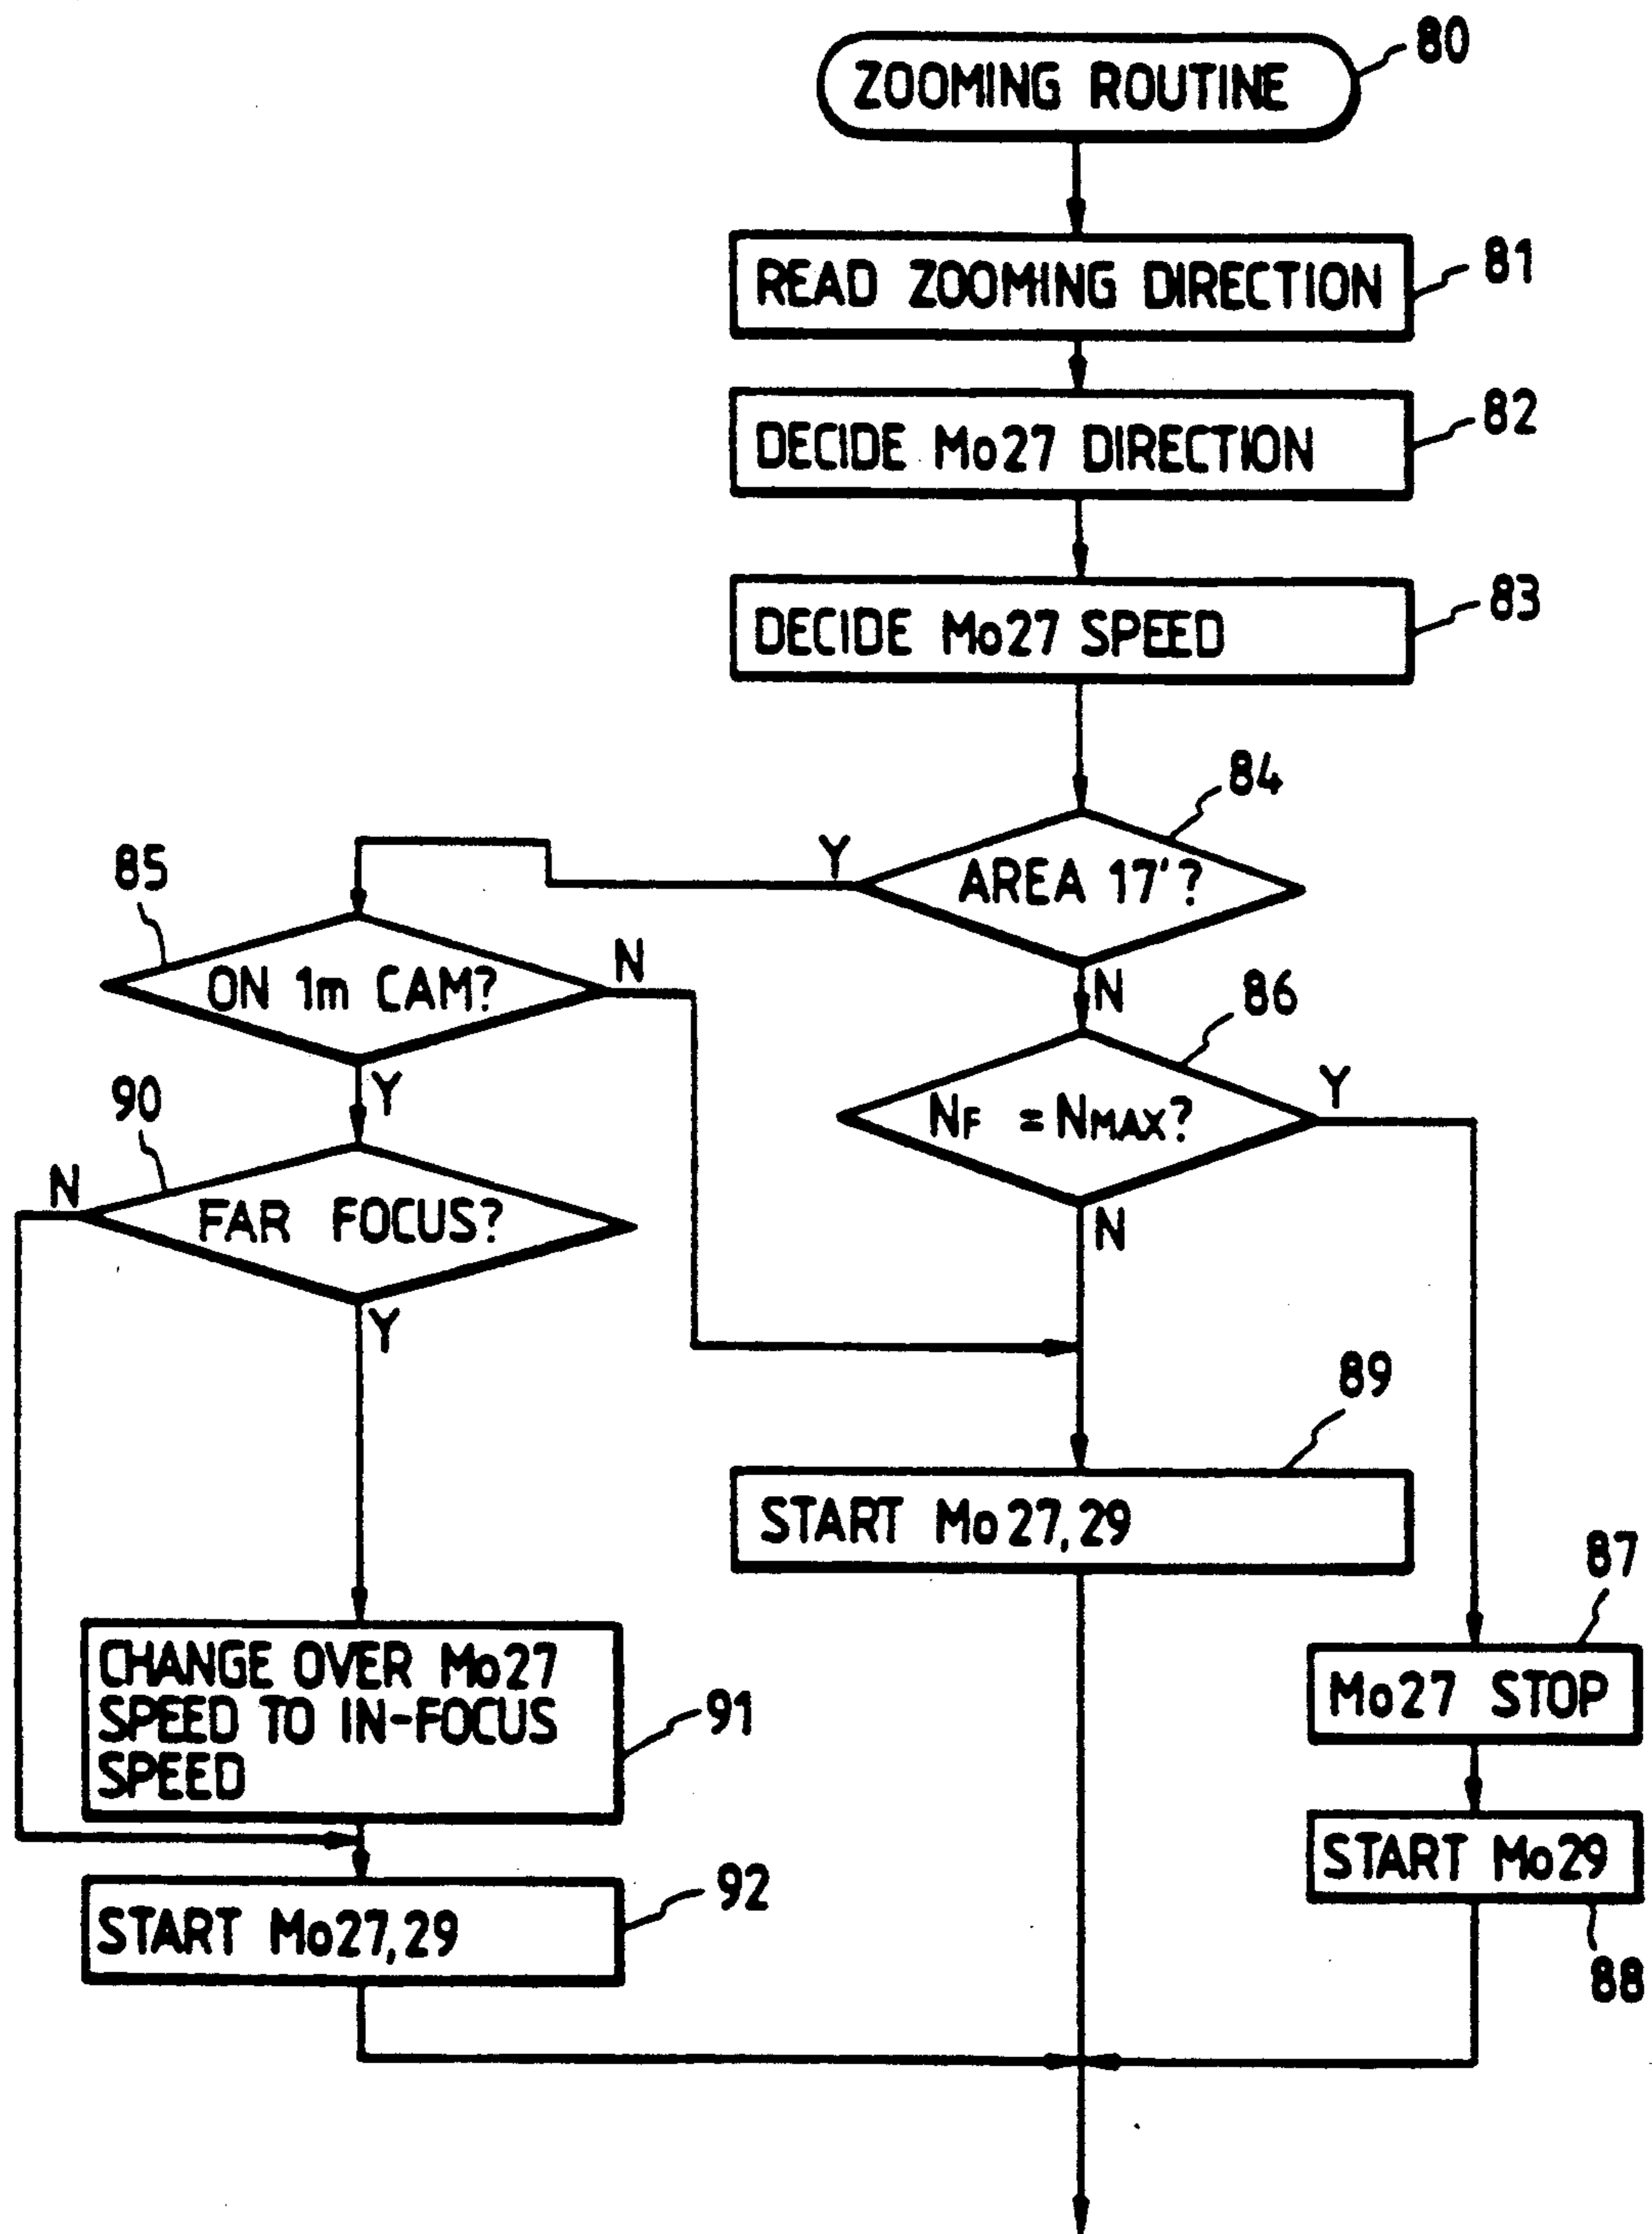 ZOOMING ROUTINE
80
READ ZOOMING DIRECTION
81
DECIDE Mo27 DIRECTION
82
DECIDE Mo27 SPEED
83
84
AREA 17'?
Y
N
85
ON 1m CAM?
N
Y
86
NF = NMAX?
Y
N
90
FAR FOCUS?
N
Y
89
START Mo27,29
87
Mo27 STOP
CHANGE OVER Mo27
SPEED TO IN-FOCUS
SPEED
91
START Mo29
88
START Mo27,29
92